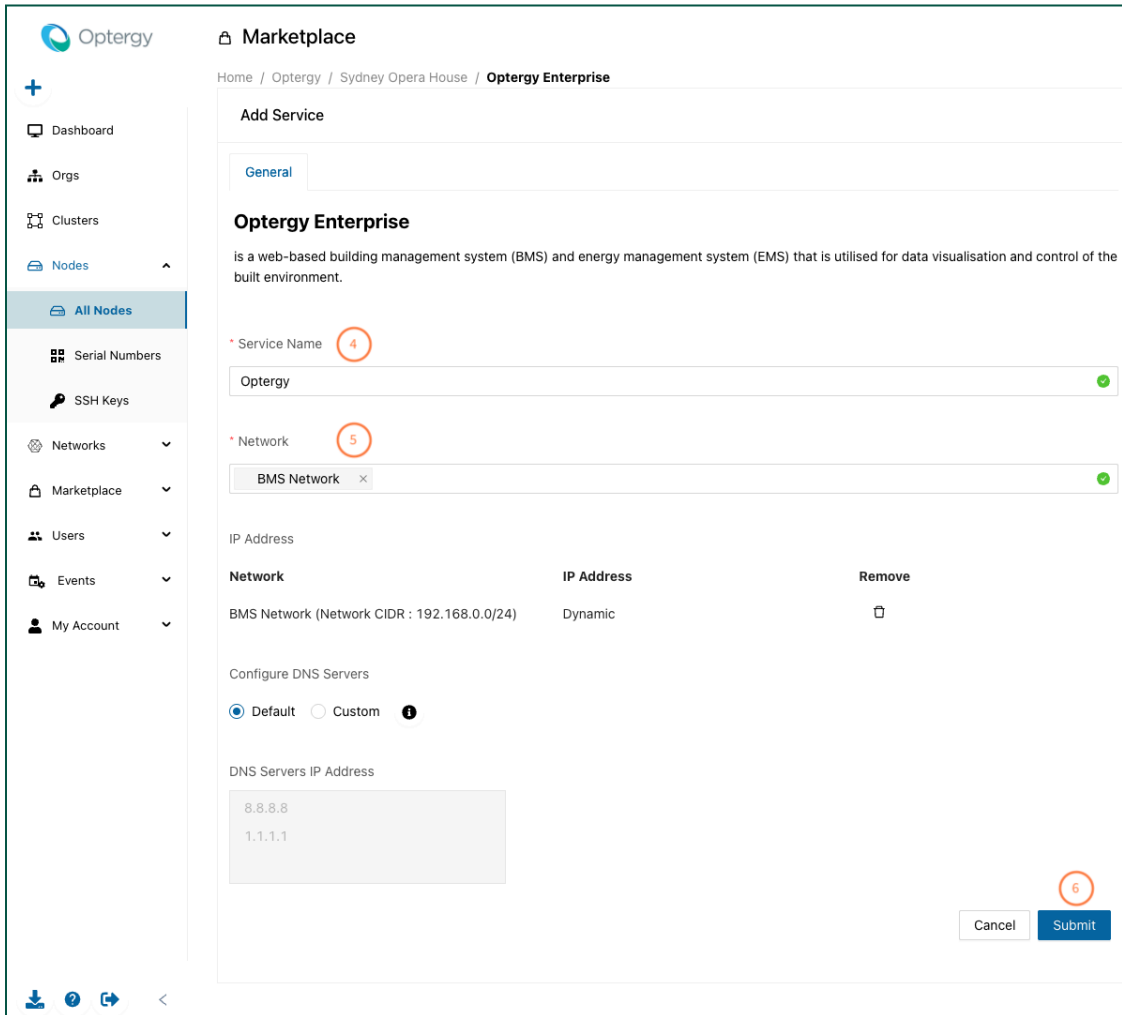 Optergy
Marketplace
Home / Optergy / Sydney Opera House / Optergy Enterprise
Add Service
Dashboard
Orgs
Clusters
Nodes
All Nodes
Serial Numbers
SSH Keys
Networks
Marketplace
Users
Events
My Account
General
Optergy Enterprise
is a web-based building management system (BMS) and energy management system (EMS) that is utilised for data visualisation and control of the
built environment.
* Service Name 4
Optergy
* Network 5
BMS Network ×
IP Address
Network IP Address Remove
BMS Network (Network CIDR : 192.168.0.0/24) Dynamic
Configure DNS Servers
Default Custom
DNS Servers IP Address
8.8.8.8
1.1.1.1
6
Cancel Submit